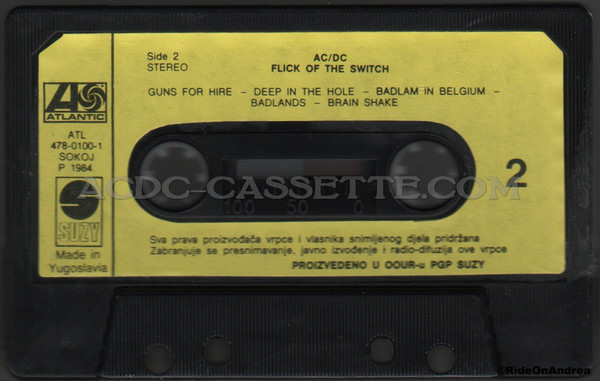 Side 2
STEREO
AC/DC
FLICK OF THE SWITCH
GUNS FOR HIRE – DEEP IN THE HOLE – BADLAM IN BELGIUM –
BADLANDS – BRAIN SHAKE
ATLANTIC
ATL
478-0100-1
SOKOJ
P 1984
S
SUZY
Made in
Yugoslavia
ACDC-CASSETTE.COM
2
100 50 0
Sva prava proizvođača vrpce i vlasnika snimljenog djela pridržana
Zabranjuje se presnimavanje, javno izvođenje i radio-difuzija ove vrpce
PROIZVEDENO U OOUR-u PGP SUZY
©RideOnAndrea